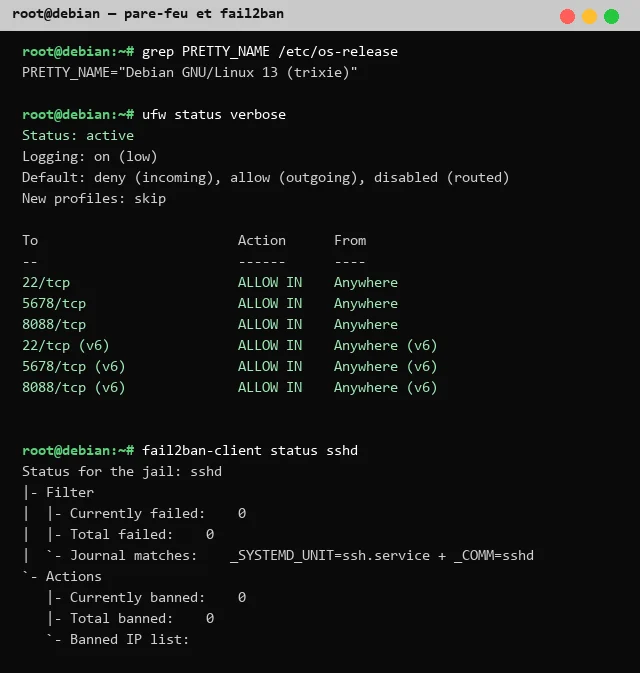 root@debian — pare-feu et fail2ban
root@debian:~# grep PRETTY_NAME /etc/os-release
PRETTY_NAME="Debian GNU/Linux 13 (trixie)"
root@debian:~# ufw status verbose
Status: active
Logging: on (low)
Default: deny (incoming), allow (outgoing), disabled (routed)
New profiles: skip
To                         Action      From
--                         ------      ----
22/tcp                     ALLOW IN    Anywhere
5678/tcp                   ALLOW IN    Anywhere
8088/tcp                   ALLOW IN    Anywhere
22/tcp (v6)                ALLOW IN    Anywhere (v6)
5678/tcp (v6)              ALLOW IN    Anywhere (v6)
8088/tcp (v6)              ALLOW IN    Anywhere (v6)
root@debian:~# fail2ban-client status sshd
Status for the jail: sshd
|- Filter
|  |- Currently failed:    0
|  |- Total failed:    0
|  `- Journal matches:    _SYSTEMD_UNIT=ssh.service + _COMM=sshd
`- Actions
   |- Currently banned:    0
   |- Total banned:    0
   `- Banned IP list: